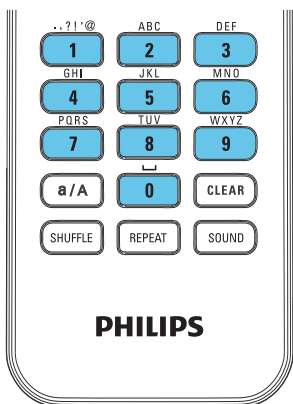 ..?!'@ ABC DEF
1 2 3
GHI JKL MNO
4 5 6
PQRS TUV WXYZ
7 8 9
a/A 0 CLEAR
SHUFFLE REPEAT SOUND
PHILIPS